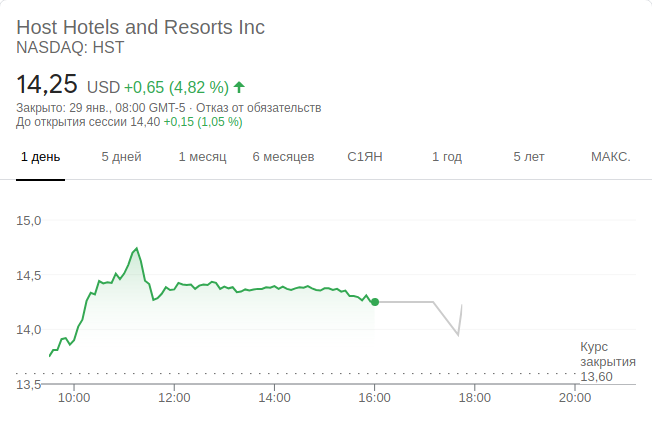 Host Hotels and Resorts Inc
NASDAQ: HST
14,25 USD +0,65 (4,82 %)
Закрыто: 29 янв., 08:00 GMT-5 · Отказ от обязательств
До открытия сессии 14,40 +0,15 (1,05 %)
1 день 5 дней 1 месяц 6 месяцев С1ЯН 1 год 5 лет МАКС.
15,0
14,5
14,0
Курс
закрытия
13,60
13,5
10:00 12:00 14:00 16:00 18:00 20:00